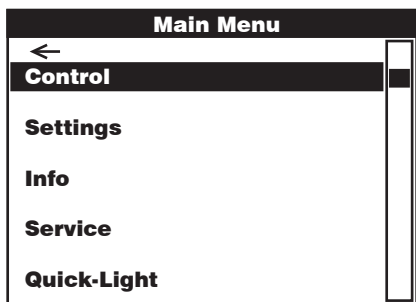 Main Menu
←
Control
Settings
Info
Service
Quick-Light